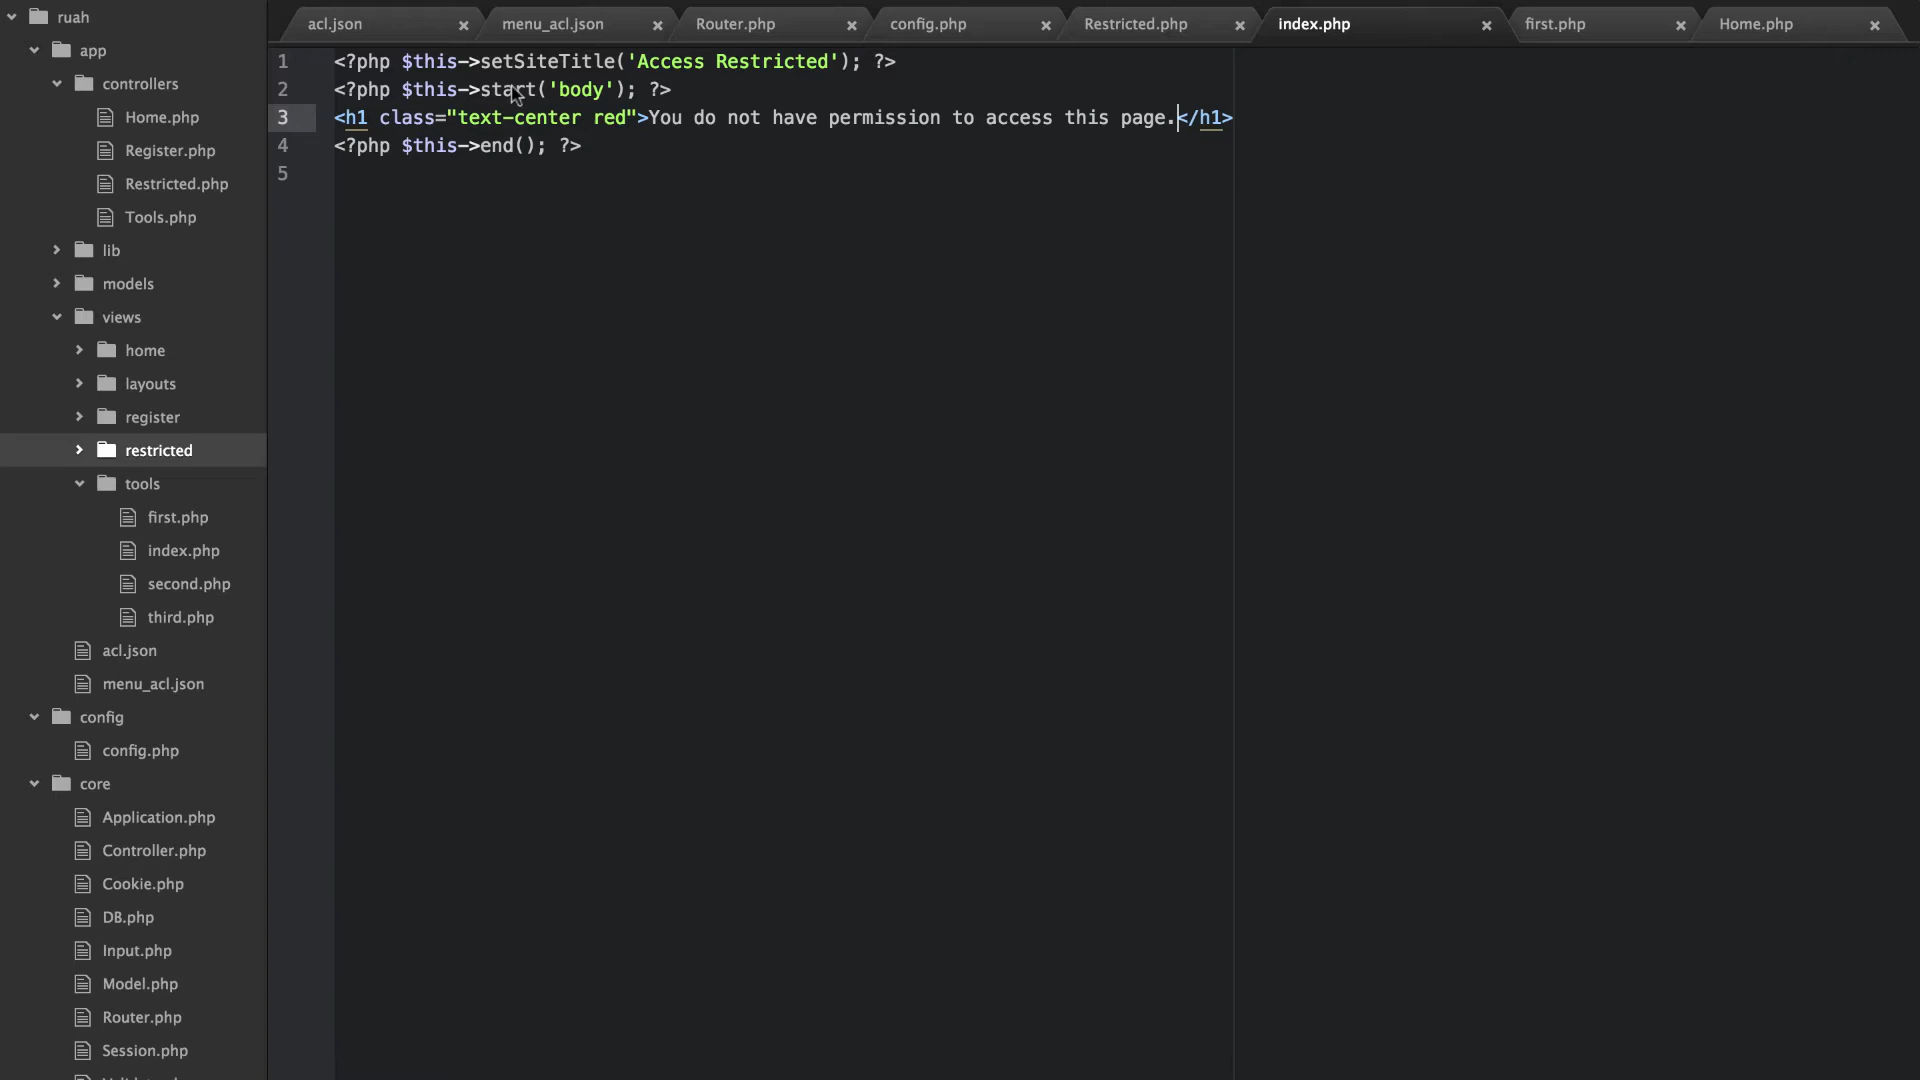 ruah
app
controllers
Home.php
Register.php
Restricted.php
Tools.php
lib
models
views
home
layouts
register
restricted
tools
first.php
index.php
second.php
third.php
acl.json
menu_acl.json
config
config.php
core
Application.php
Controller.php
Cookie.php
DB.php
Input.php
Model.php
Router.php
Session.php
acl.json × menu_acl.json × Router.php × config.php × Restricted.php × index.php × first.php × Home.php ×
1 <?php $this->setSiteTitle('Access Restricted'); ?>
2 <?php $this->start('body'); ?>
3 <h1 class="text-center red">You do not have permission to access this page.</h1>
4 <?php $this->end(); ?>
5